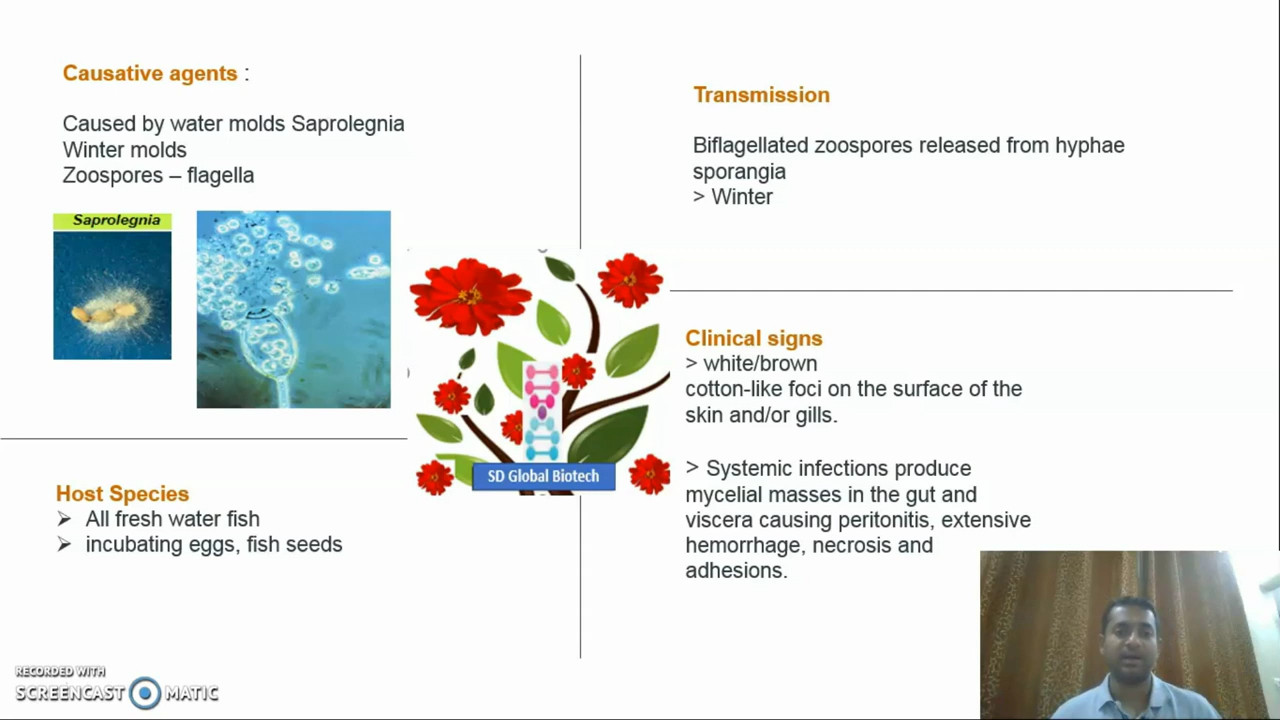 Causative agents :
Caused by water molds Saprolegnia
Winter molds
Zoospores – flagella
Saprolegnia
Host Species
➢ All fresh water fish
➢ incubating eggs, fish seeds
Transmission
Biflagellated zoospores released from hyphae
sporangia
> Winter
Clinical signs
> white/brown
cotton-like foci on the surface of the
skin and/or gills.
> Systemic infections produce
mycelial masses in the gut and
viscera causing peritonitis, extensive
hemorrhage, necrosis and
adhesions.
SD Global Biotech
RECORDED WITH
SCREENCAST MATIC